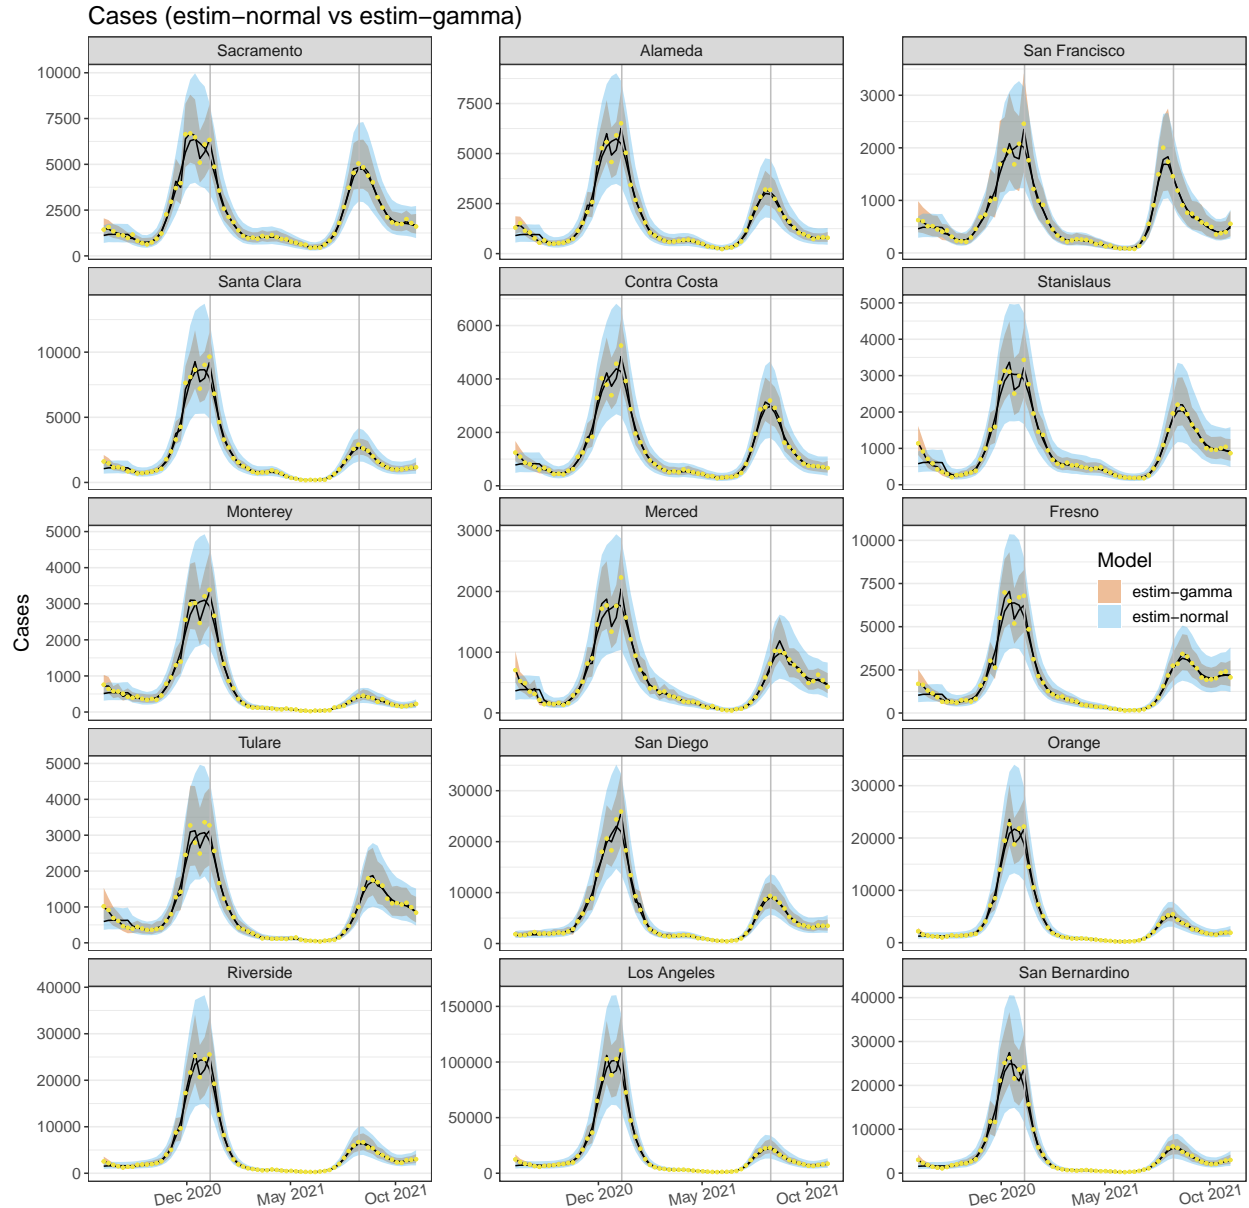 Cases (estim−normal vs estim−gamma)
Sacramento
Alameda
San Francisco
10000
7500
5000
2500
0
7500
5000
2500
0
3000
2000
1000
0
Santa Clara
Contra Costa
Stanislaus
10000
5000
0
6000
4000
2000
0
5000
4000
3000
2000
1000
0
Monterey
Merced
Fresno
5000
4000
3000
2000
1000
0
3000
2000
1000
0
10000
7500
5000
2500
0
Model
estim−gamma
estim−normal
Cases
Tulare
San Diego
Orange
5000
4000
3000
2000
1000
0
30000
20000
10000
0
30000
20000
10000
0
Riverside
Los Angeles
San Bernardino
40000
30000
20000
10000
0
150000
100000
50000
0
40000
30000
20000
10000
0
Dec 2020
May 2021
Oct 2021
Dec 2020
May 2021
Oct 2021
Dec 2020
May 2021
Oct 2021